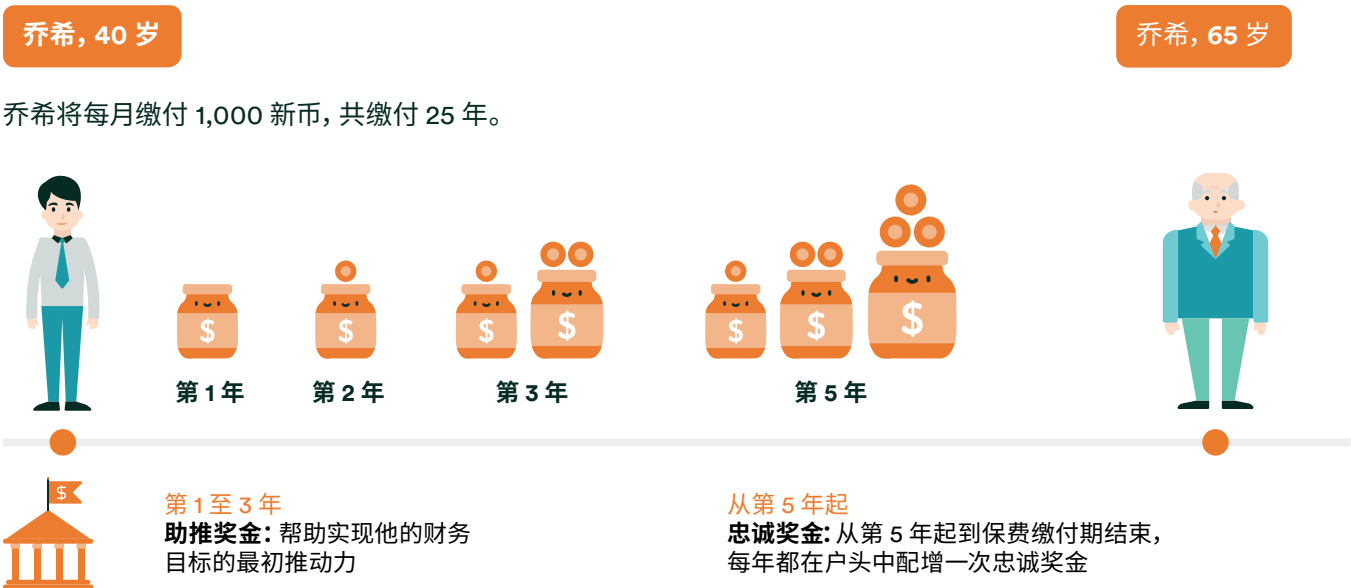 乔希, 40 岁
乔希, 65 岁
乔希将每月缴付 1,000 新币, 共缴付 25 年。
$
$
$
$
$
$
$
第 1 年
第 2 年
第 3 年
第 5 年
$
第 1 至 3 年
助推奖金: 帮助实现他的财务
目标的最初推动力
从第 5 年起
忠诚奖金: 从第 5 年起到保费缴付期结束,
每年都在户头中配增一次忠诚奖金